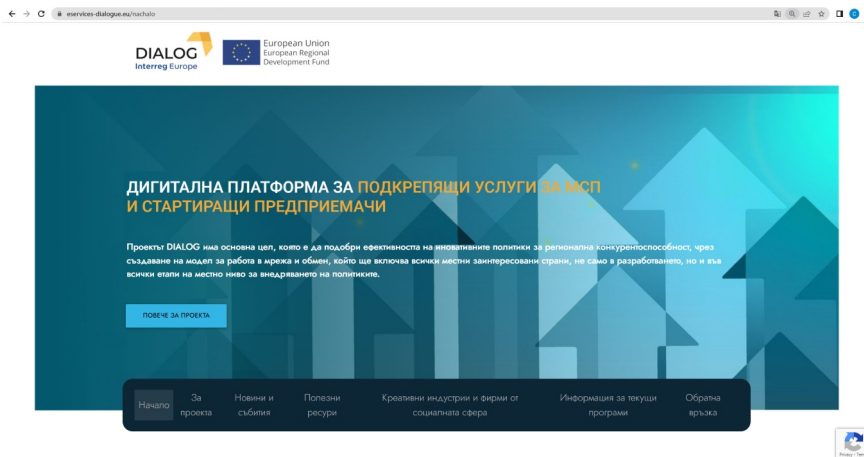 eservices-dialogue.eu/nachalo
DIALOG
Interreg Europe
European Union
European Regional
Development Fund
ДИГИТАЛНА ПЛАТФОРМА ЗА ПОДКРЕПЯЩИ УСЛУГИ ЗА МСП
И СТАРТИРАЩИ ПРЕДПРИЕМАЧИ
Проектът DIALOG има основна цел, която е да подобри ефективността на иновативните политики за регионална конкурентоспособност, чрез
създаване на модел за работа в мрежа и обмен, който ще включва всички местни заинтересовани страни, не само в разработването, но и във
всички етапи на местно ниво за внедряването на политиките.
ПОВЕЧЕ ЗА ПРОЕКТА
Начало
За
проекта
Новини и
събития
Полезни
ресури
Креативни индустрии и фирми от
социалната сфера
Информация за текущи
програми
Обратна
връзка